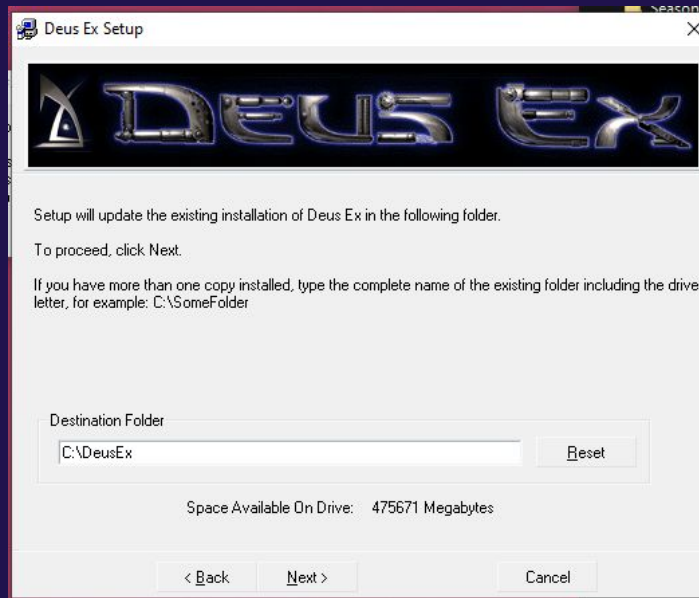 Season
Deus Ex Setup
DEUS EX
Setup will update the existing installation of Deus Ex in the following folder.
To proceed, click Next.
If you have more than one copy installed, type the complete name of the existing folder including the drive
letter, for example: C:\SomeFolder
Destination Folder
C:\DeusEx
Reset
Space Available On Drive: 475671 Megabytes
< Back
Next >
Cancel